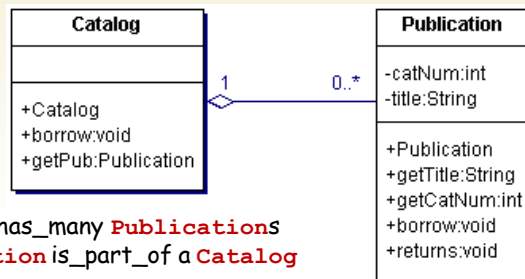 Catalog
+Catalog
+borrow:void
+getPub:Publication
1
0..*
Publication
-catNum:int
-title:String
+Publication
+getTitle:String
+getCatNum:int
+borrow:void
+returns:void
has_many Publications
tion is_part_of a Catalog